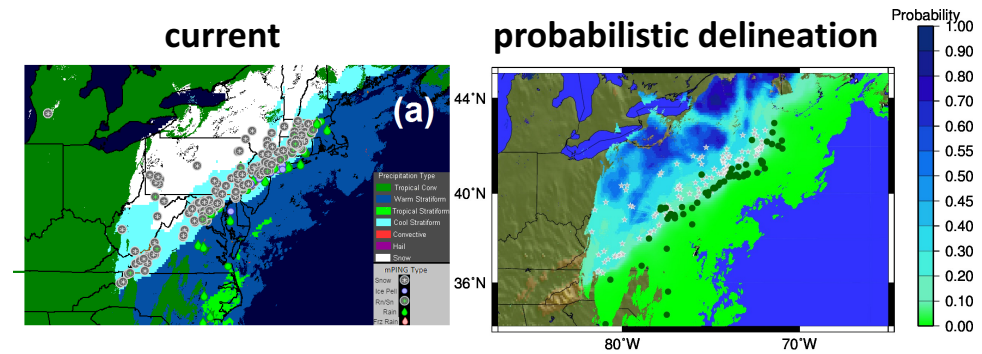 current
probabilistic delineation
(a)
Precipitation Type
Tropical Conv
Warm Stratiform
Tropical Stratiform
Cool Stratiform
Convective
Hail
Snow
mPING Type
Snow
Ice Pell
Rn/Sn
Rain
Frz Rain
44°N
40°N
36°N
80°W
70°W
Probability
1.00
0.90
0.80
0.70
0.60
0.55
0.50
0.45
0.40
0.30
0.20
0.10
0.00